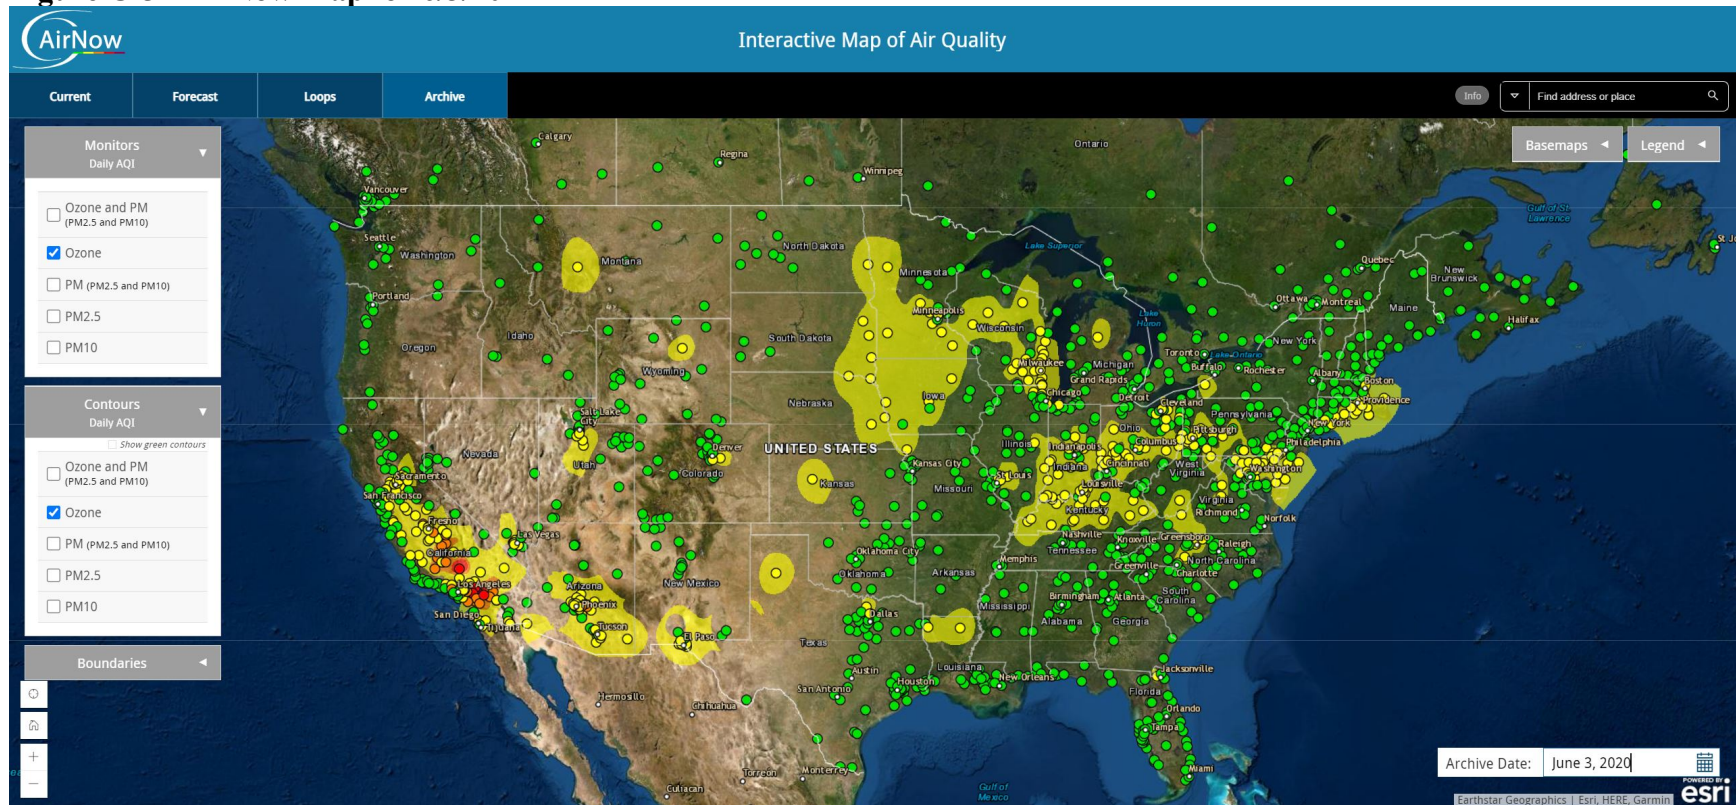 AirNow
Interactive Map of Air Quality
Current
Forecast
Loops
Archive
Info
Find address or place
Monitors
Daily AQI
Ozone and PM
(PM2.5 and PM10)
Ozone
PM (PM2.5 and PM10)
PM2.5
PM10
Contours
Daily AQI
Show green contours
Ozone and PM
(PM2.5 and PM10)
Ozone
PM (PM2.5 and PM10)
PM2.5
PM10
Boundaries
Basemaps
Legend
Calgary
Regina
Winnipeg
Ontario
Vancouver
Gulf of St.
Lawrence
Seattle
Washington
Montana
North Dakota
Minnesota
Lake Superior
Quebec
New
Brunswick
Portland
Ottawa
Montreal
Maine
Halifax
Minneapolis
Wisconsin
Lake
Huron
Oregon
Idaho
South Dakota
Toronto
Lake Ontario
New York
Wyoming
Milwaukee
Michigan
Grand Rapids
Buffalo
Rochester
Albany
Boston
Nebraska
Iowa
Chicago
Detroit
Cleveland
Providence
Salt Lake
City
Pennsylvania
New York
Nevada
Utah
Denver
Colorado
UNITED STATES
Illinois
Indianapolis
Ohio
Columbus
Pittsburgh
Philadelphia
Sacramento
San Francisco
Kansas City
Kansas
Missouri
St Louis
Indiana
Cincinnati
West
Virginia
Washington
Louisville
Kentucky
Virginia
Richmond
Norfolk
Fresno
California
Las Vegas
Oklahoma City
Oklahoma
Nashville
Tennessee
Knoxville
Greensboro
Raleigh
Memphis
Arkansas
Greenville
North Carolina
Charlotte
Los Angeles
Arizona
Phoenix
New Mexico
Birmingham
Atlanta
South
Carolina
San Diego
Tijuana
Tucson
El Paso
Dallas
Mississippi
Alabama
Georgia
Texas
Austin
Louisiana
Jacksonville
San Antonio
Houston
New Orleans
Florida
Hermosillo
Chihuahua
Orlando
Tampa
Torreon
Monterrey
Culiacan
Gulf of
Mexico
Miami
Archive Date:
June 3, 2020
POWERED BY
esri
Earthstar Geographics | Esri, HERE, Garmin